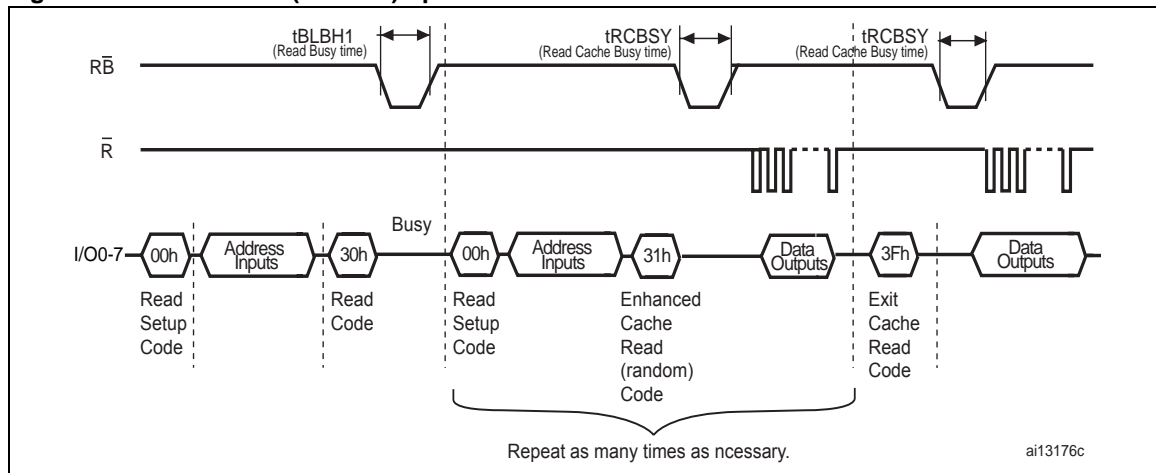 tBLBH1
(Read Busy time)
tRCBSY
(Read Cache Busy time)
tRCBSY
(Read Cache Busy time)
RB̅
R̅
I/O0-7
00h
Address
Inputs
30h
Busy
00h
Address
Inputs
31h
Data
Outputs
3Fh
Data
Outputs
Read
Setup
Code
Read
Code
Read
Setup
Code
Enhanced
Cache
Read
(random)
Code
Exit
Cache
Read
Code
Repeat as many times as ncessary.
ai13176c